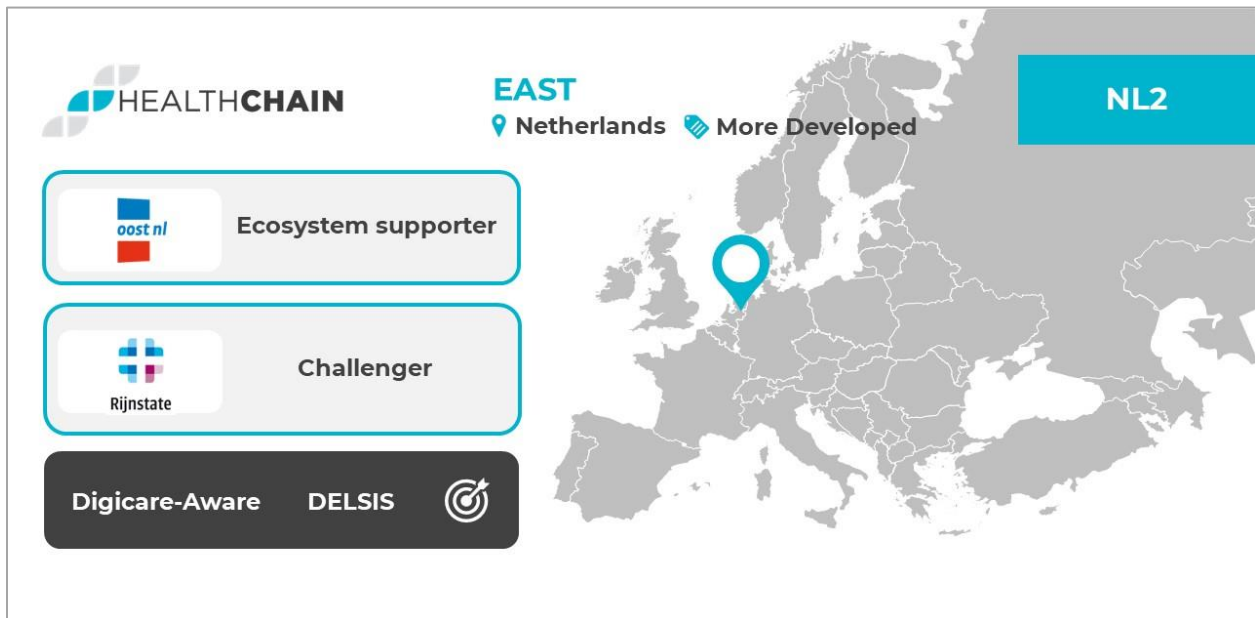 HEALTHCHAIN
EAST
Netherlands More Developed
NL2
oost nl
Ecosystem supporter
Rijnstate
Challenger
Digicare-Aware DELSIS